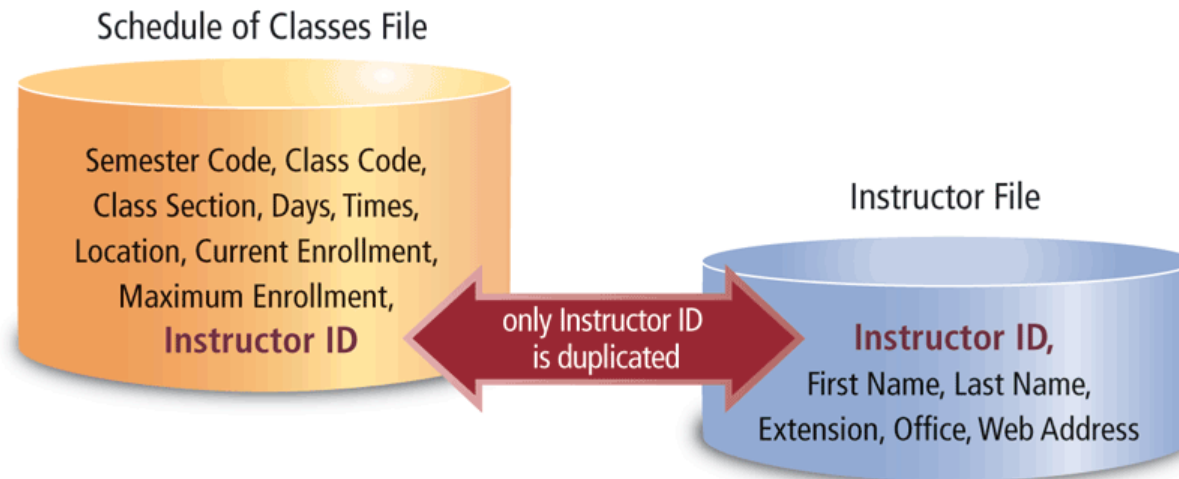 Schedule of Classes File
Semester Code, Class Code,
Class Section, Days, Times,
Location, Current Enrollment,
Maximum Enrollment,
Instructor ID
only Instructor ID
is duplicated
Instructor File
Instructor ID,
First Name, Last Name,
Extension, Office, Web Address